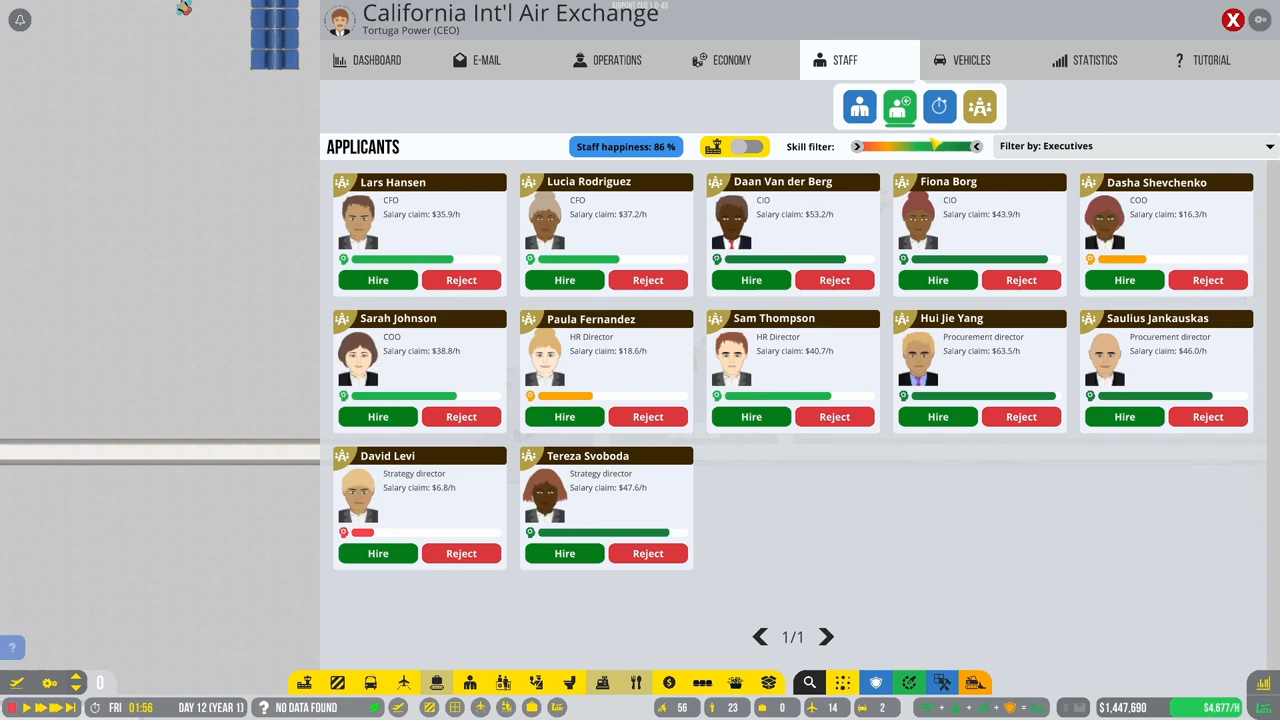 California Int'l Air Exchange
Tortuga Power (CEO)
DASHBOARD
E-MAIL
OPERATIONS
ECONOMY
STAFF
VEHICLES
STATISTICS
? TUTORIAL
APPLICANTS
Staff happiness: 86 %
Skill filter:
Filter by: Executives
Lars Hansen
CFO
Salary claim: $35.9/h
Hire
Reject
Lucia Rodriguez
CFO
Salary claim: $37.2/h
Hire
Reject
Daan Van der Berg
CIO
Salary claim: $53.2/h
Hire
Reject
Fiona Borg
CIO
Salary claim: $43.9/h
Hire
Reject
Dasha Shevchenko
COO
Salary claim: $16.3/h
Hire
Reject
Sarah Johnson
COO
Salary claim: $38.8/h
Hire
Reject
Paula Fernandez
HR Director
Salary claim: $18.6/h
Hire
Reject
Sam Thompson
HR Director
Salary claim: $40.7/h
Hire
Reject
Hui Jie Yang
Procurement director
Salary claim: $63.5/h
Hire
Reject
Saulius Jankauskas
Procurement director
Salary claim: $46.0/h
Hire
Reject
David Levi
Strategy director
Salary claim: $6.8/h
Hire
Reject
Tereza Svoboda
Strategy director
Salary claim: $47.6/h
Hire
Reject
1/1
?
0
FRI 01:56
DAY 12 (YEAR 1)
? NO DATA FOUND
56
23
0
14
2
$1,447,690
$4,677/H